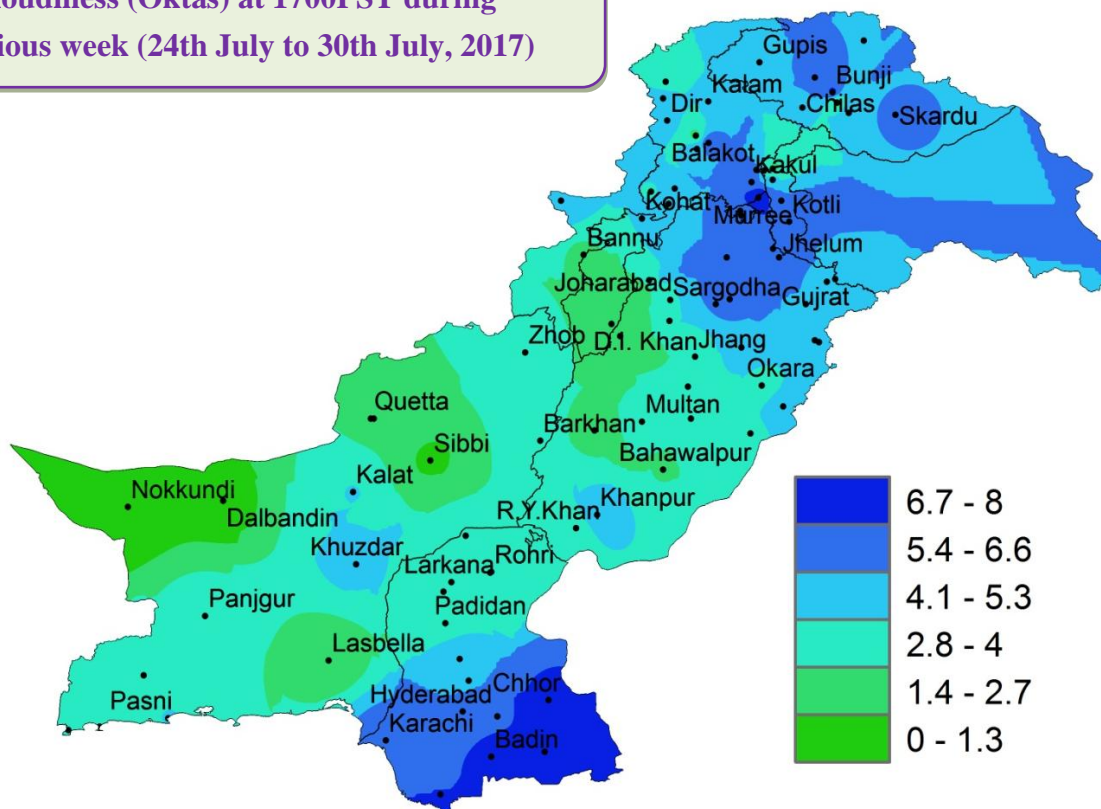 oudiness (Oktas) at 1700PST during
ious week (24th July to 30th July, 2017)
Gupis
Bunji
Kalam
Dir
Chilas
Skardu
Balakot
Kakul
Kohat
Murree
Kotli
Bannu
Jhelum
Joharabad
Sargodha
Gujrat
Zhob
D.I. Khan
Jhang
Okara
Quetta
Multan
Barkhan
Sibbi
Bahawalpur
Kalat
Nokkundi
Dalbandin
Khanpur
R.Y.Khan
Khuzdar
Rohri
Larkana
Panjgur
Padidan
Lasbella
Pasni
Hyderabad
Chhor
Karachi
Badin
6.7 - 8
5.4 - 6.6
4.1 - 5.3
2.8 - 4
1.4 - 2.7
0 - 1.3